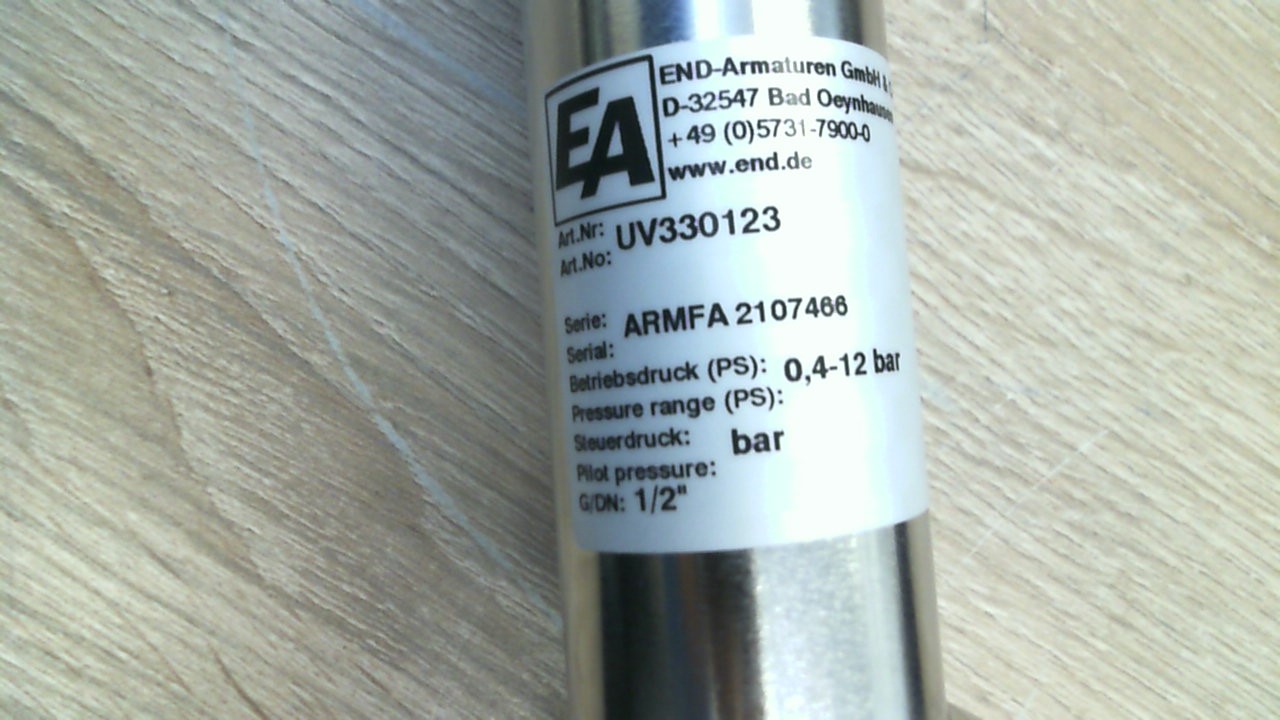 EA
END-Armaturen GmbH &
D-32547 Bad Oeynhausen
+49 (0)5731-7900-0
www.end.de
Art.Nr: UV330123
Art.No:
Serie: ARMFA 2107466
Serial:
Betriebsdruck (PS): 0,4-12 bar
Pressure range (PS):
Steuerdruck: bar
Pilot pressure:
G/DN: 1/2"